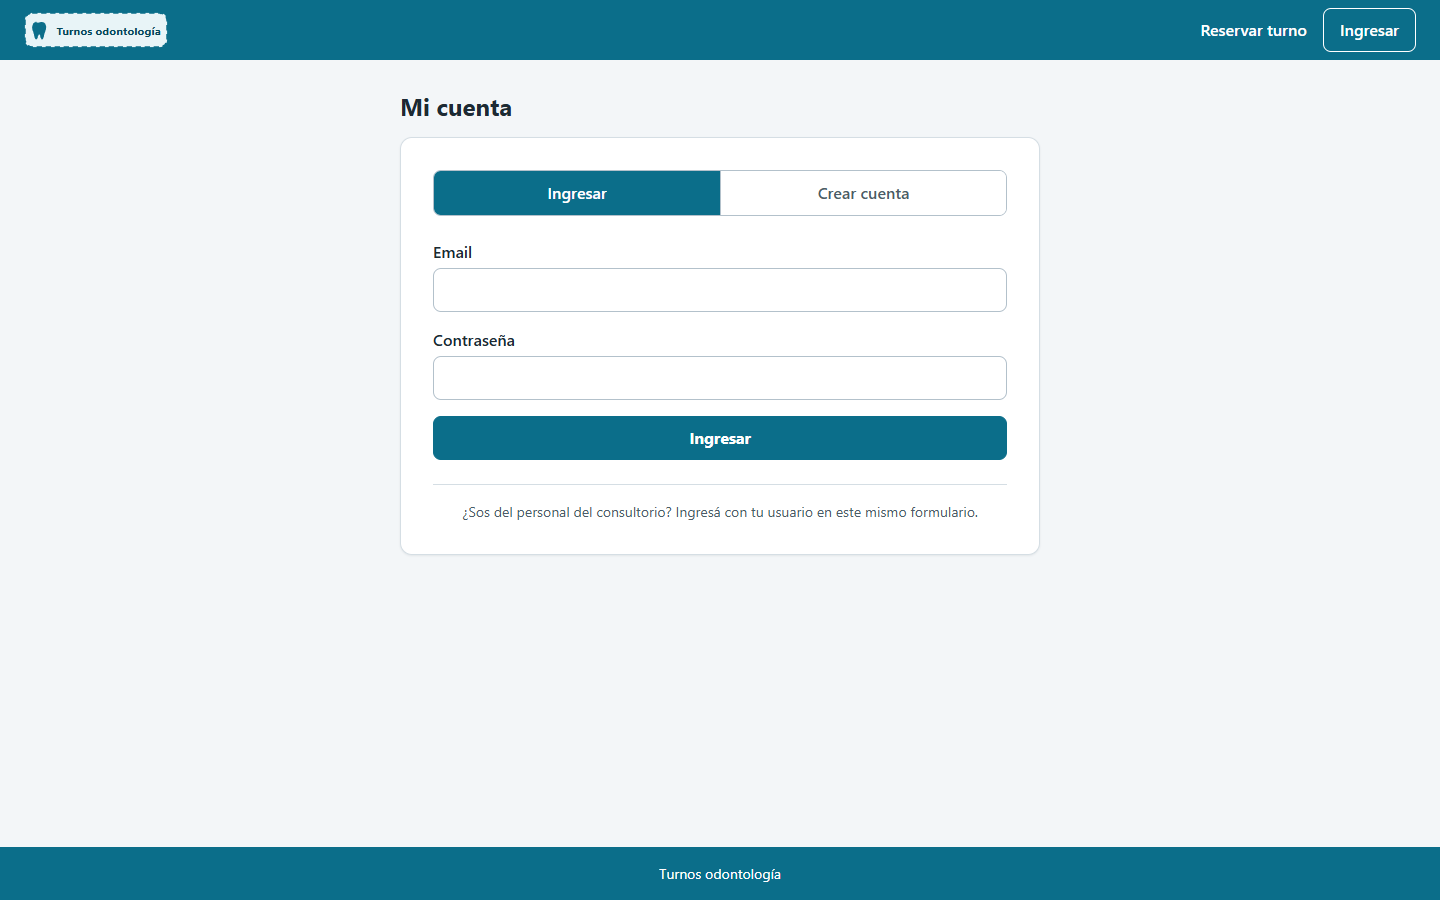 Turnos odontología
Reservar turno
Ingresar
Mi cuenta
Ingresar
Crear cuenta
Email
Contraseña
Ingresar
¿Sos del personal del consultorio? Ingresá con tu usuario en este mismo formulario.
Turnos odontología